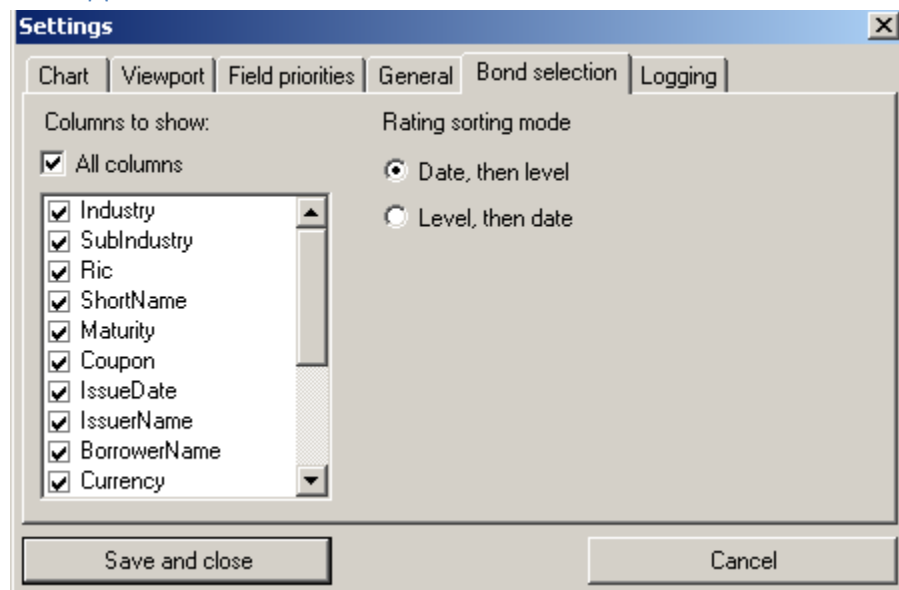 Settings
Chart Viewport Field priorities General Bond selection Logging
Columns to show:
All columns
Industry
SubIndustry
Ric
ShortName
Maturity
Coupon
IssueDate
IssuerName
BorrowerName
Currency
Rating sorting mode
Date, then level
Level, then date
Save and close Cancel